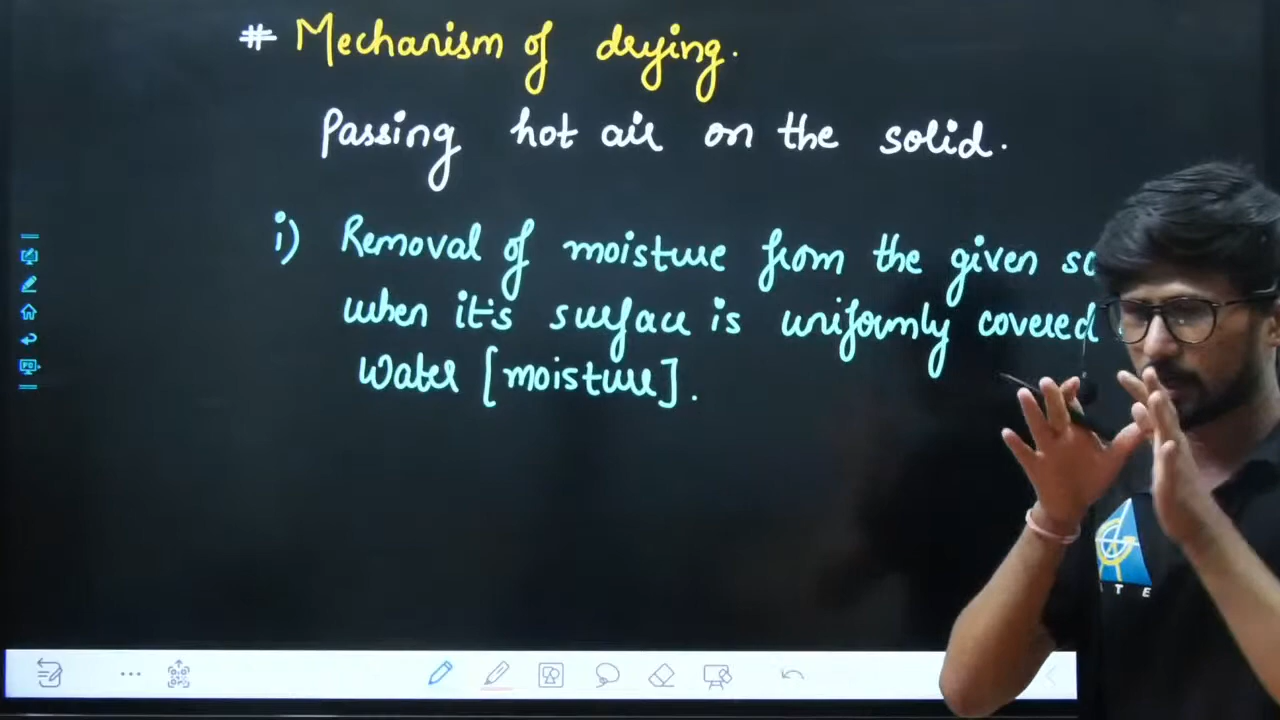 # Mechanism of drying.
Passing hot air on the solid.
i) Removal of moisture from the given
when it's surface is uniformly covered
Water [moisture].